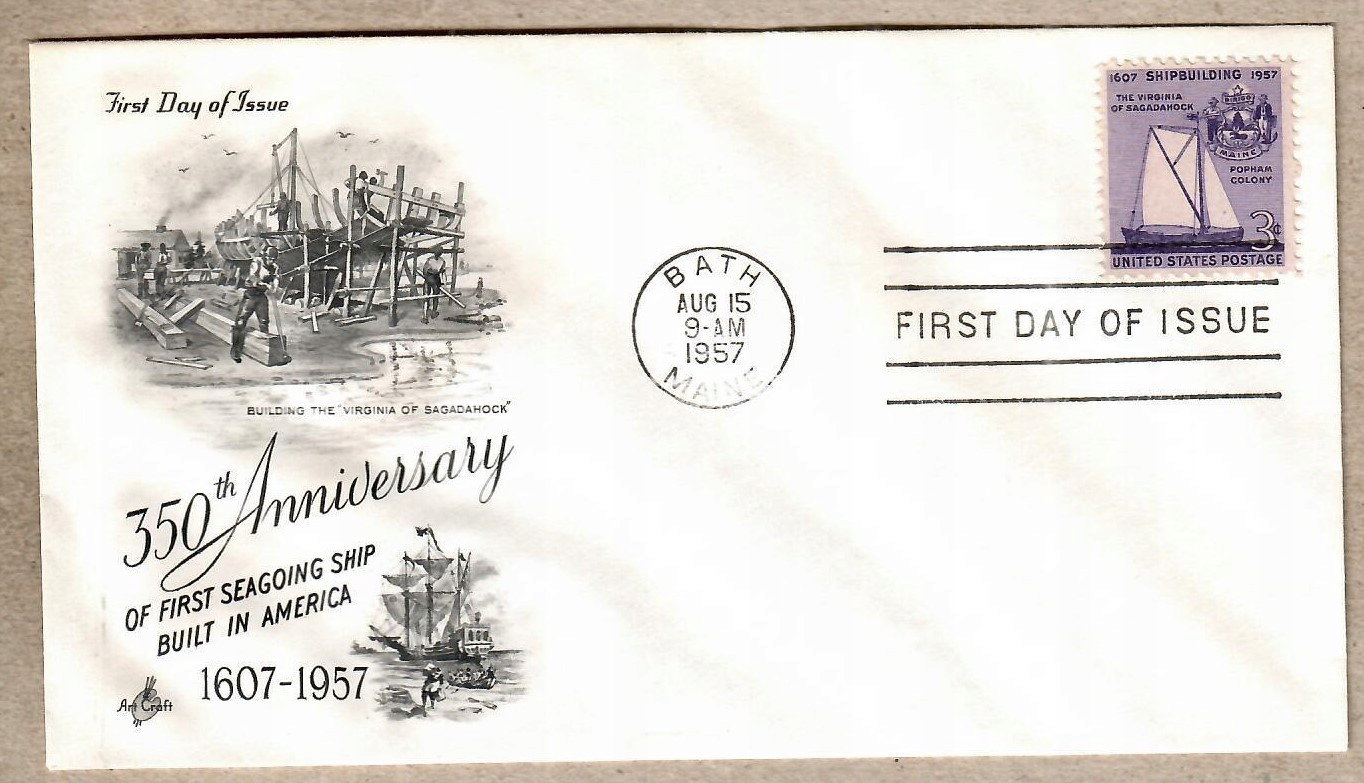 First Day of Issue
BUILDING THE "VIRGINIA OF SAGADAHOCK"
350th Anniversary
OF FIRST SEAGOING SHIP
BUILT IN AMERICA
1607-1957
Art Craft
BATH
AUG 15
9-AM
1957
MAINE
1607 SHIPBUILDING 1957
THE VIRGINIA
OF SAGADAHOCK
DIRIGO
MAINE
POPHAM
COLONY
3¢
UNITED STATES POSTAGE
FIRST DAY OF ISSUE